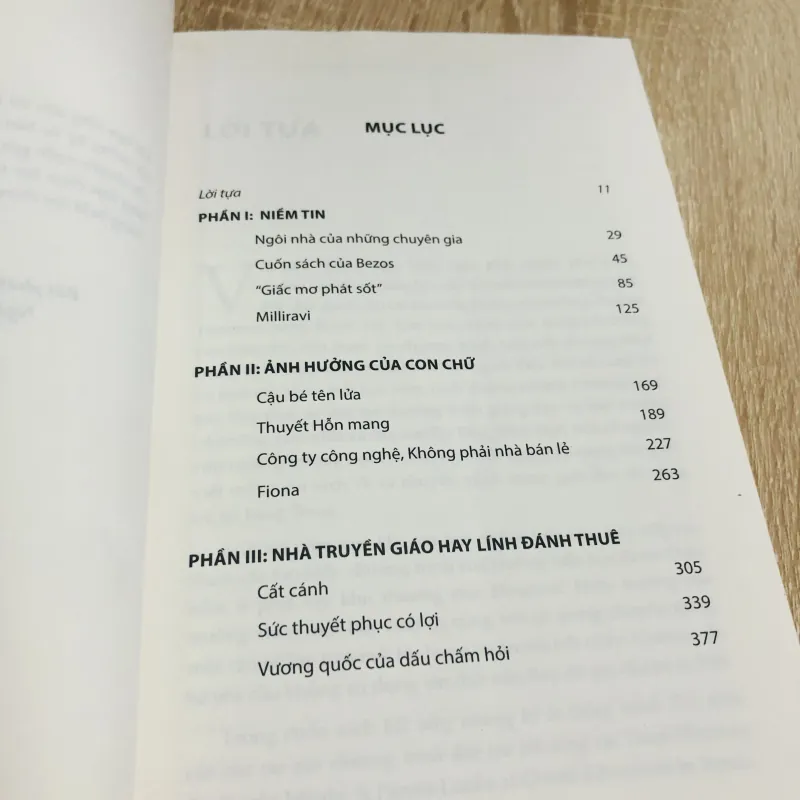 MỤC LỤC
Lời tựa 11
PHẦN I: NIỀM TIN
Ngôi nhà của những chuyên gia 29
Cuốn sách của Bezos 45
“Giấc mơ phát sốt” 85
Milliravi 125
PHẦN II: ẢNH HƯỞNG CỦA CON CHỮ
Cậu bé tên lửa 169
Thuyết Hỗn mang 189
Công ty công nghệ, Không phải nhà bán lẻ 227
Fiona 263
PHẦN III: NHÀ TRUYỀN GIÁO HAY LÍNH ĐÁNH THUÊ
Cất cánh 305
Sức thuyết phục có lợi 339
Vương quốc của dấu chấm hỏi 377